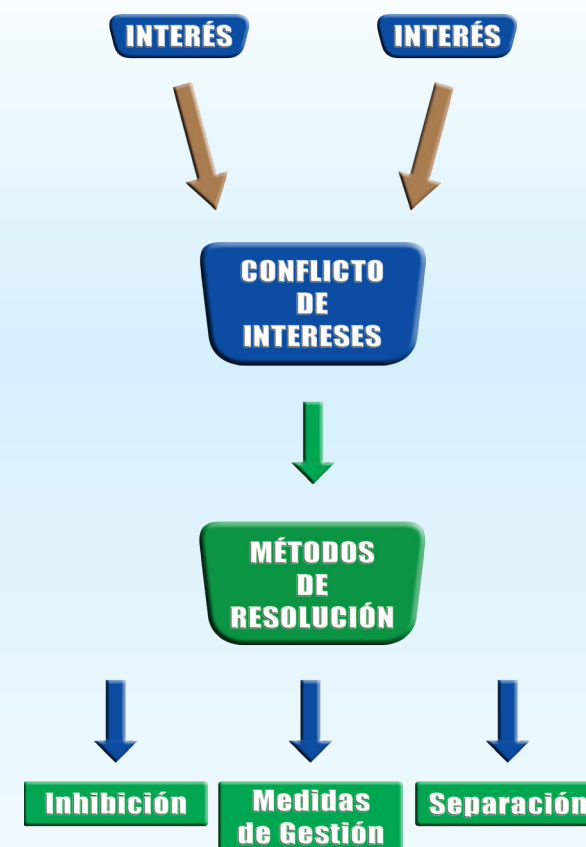 INTERÉS
INTERÉS
CONFLICTO
DE
INTERESES
MÉTODOS
DE
RESOLUCIÓN
Inhibición
Medidas
de Gestión
Separación